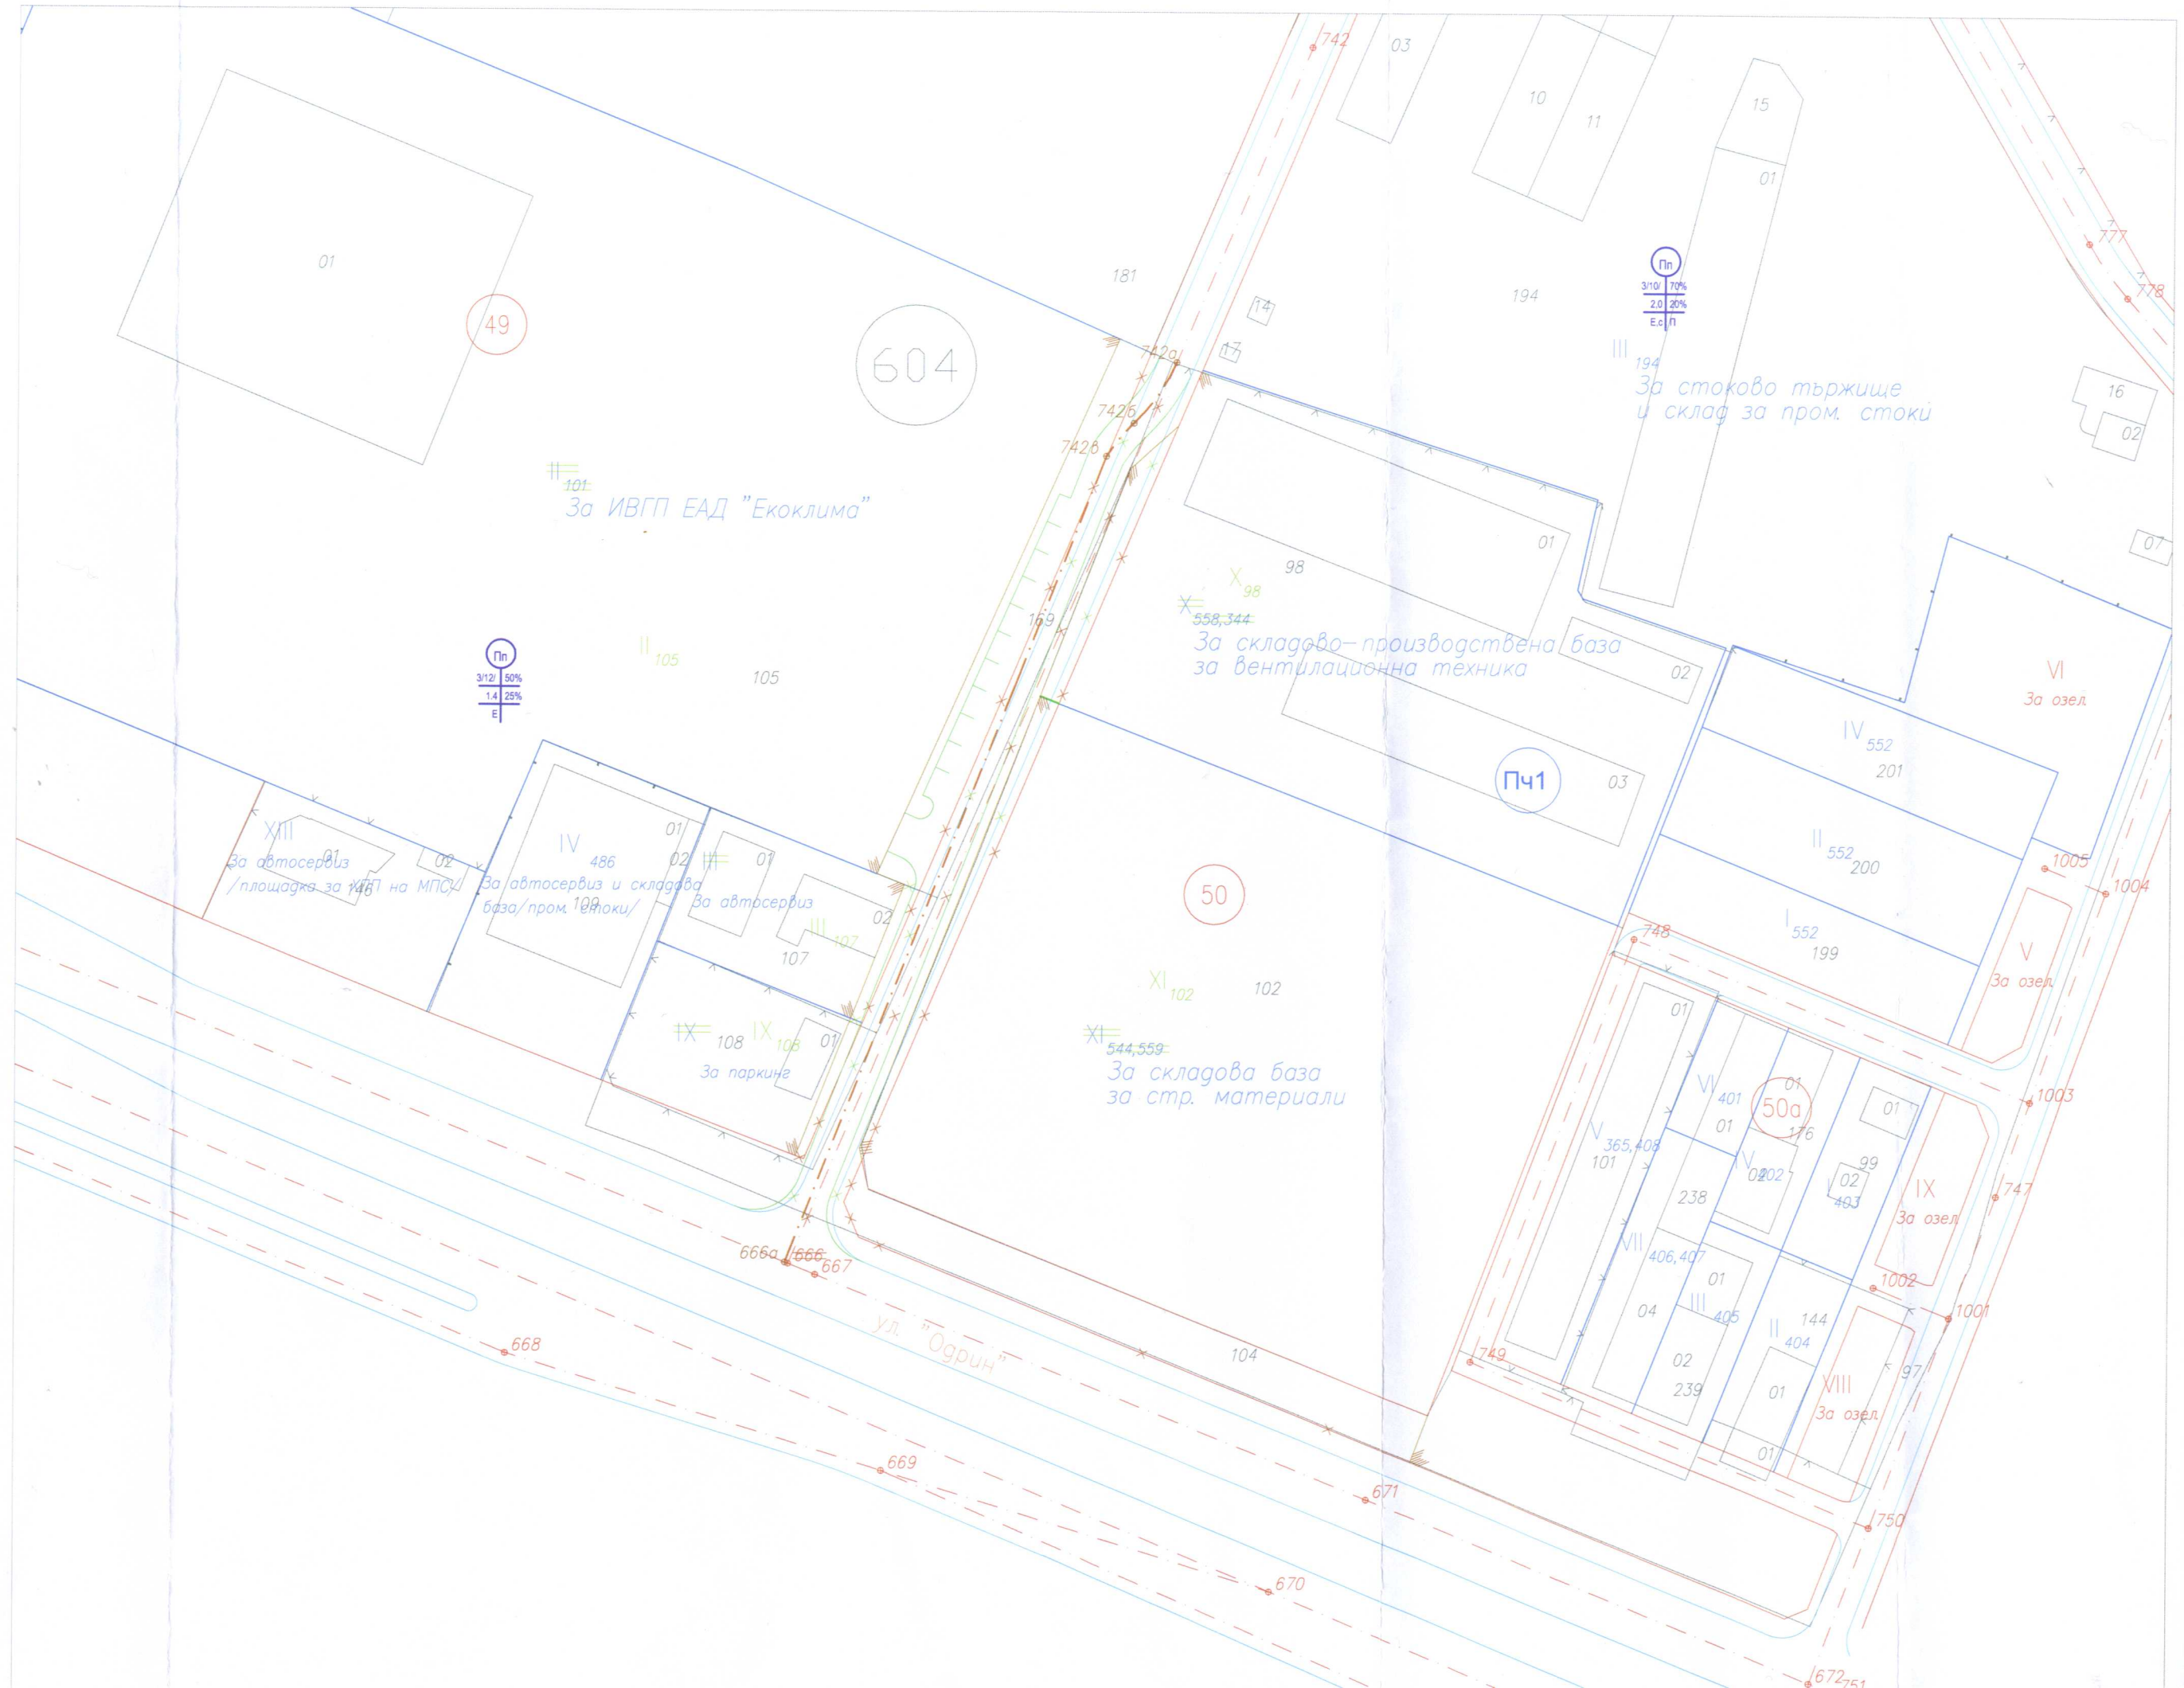 742
03
10
11
15
01
777
778
01
49
604
181
14
17
194
Пп
3/10/ 70%
2,0 20%
Е,с П
III 194
За стоково тържище
и склад за пром. стоки
16
02
742а
742б
742в
II 101
За ИВГП ЕАД "Екоклима"
01
98
07
X 98
X 558,344
За складово-производствена база
за вентилационна техника
169
II 105
105
Пп
3/12/ 50%
1.4 25%
Е
02
VI
За озел.
IV 552
201
Пч1
03
XIII
01
02
За автосервиз
/площадка за ХТП на МПС/
146
IV 486
01
02
За автосервиз и складова
база/пром. стоки/
109
III
01
За автосервиз
02
III 107
107
50
II 552
200
1005
1004
I 552
199
V
За озел.
748
XI 102
102
XI 544,559
За складова база
за стр. материали
IX
108
IX 108
01
За паркинг
01
VI 401
01
01
50а
176
01
1003
V 365,408
101
IV 402
02
99
02
I 403
238
IX
За озел.
747
VII 406,407
01
04
III 405
1002
1001
144
II 404
97
02
239
01
VIII
За озел.
01
666а
666
667
ул. "Одрин"
104
749
668
669
671
750
670
672
751